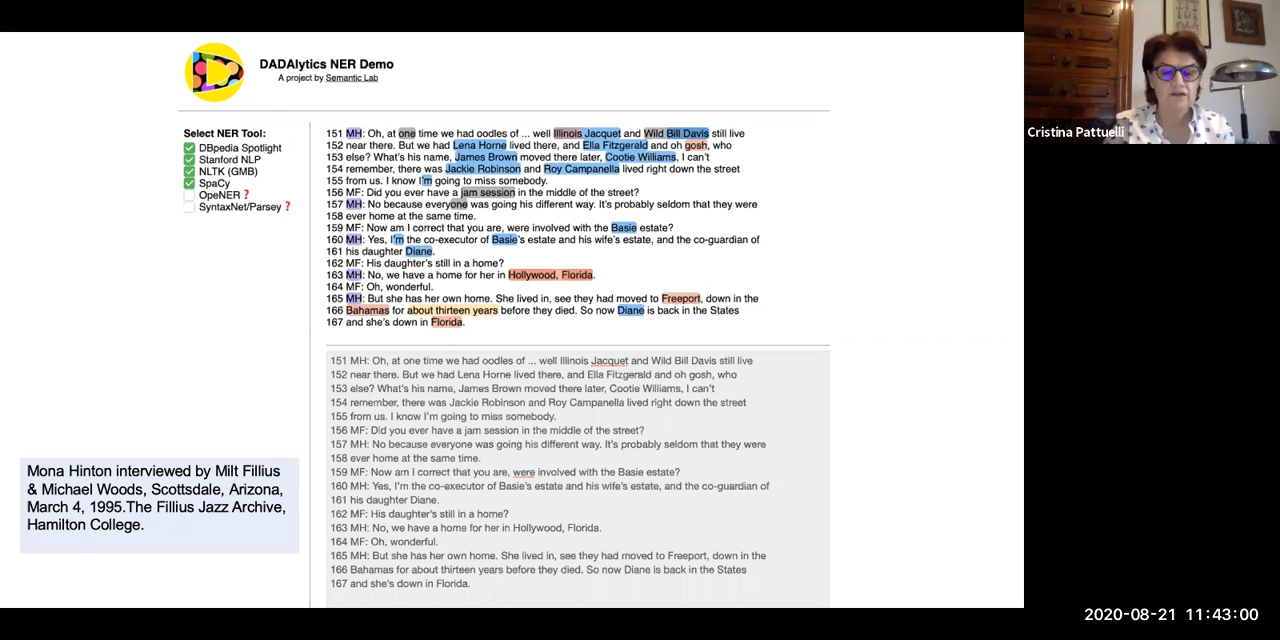 DADAlytics NER Demo
A project by Semantic Lab
Select NER Tool:
DBpedia Spotlight
Stanford NLP
NLTK (GMB)
SpaCy
OpeNER ?
SyntaxNet/Parsey ?
151 MH: Oh, at one time we had oodles of ... well Illinois Jacquet and Wild Bill Davis still live
152 near there. But we had Lena Horne lived there, and Ella Fitzgerald and oh gosh, who
153 else? What's his name, James Brown moved there later, Cootie Williams, I can't
154 remember, there was Jackie Robinson and Roy Campanella lived right down the street
155 from us. I know I'm going to miss somebody.
156 MF: Did you ever have a jam session in the middle of the street?
157 MH: No because everyone was going his different way. It's probably seldom that they were
158 ever home at the same time.
159 MF: Now am I correct that you are, were involved with the Basie estate?
160 MH: Yes, I'm the co-executor of Basie's estate and his wife's estate, and the co-guardian of
161 his daughter Diane.
162 MF: His daughter's still in a home?
163 MH: No, we have a home for her in Hollywood, Florida.
164 MF: Oh, wonderful.
165 MH: But she has her own home. She lived in, see they had moved to Freeport, down in the
166 Bahamas for about thirteen years before they died. So now Diane is back in the States
167 and she's down in Florida.
151 MH: Oh, at one time we had oodles of ... well Illinois Jacquet and Wild Bill Davis still live
152 near there. But we had Lena Horne lived there, and Ella Fitzgerald and oh gosh, who
153 else? What's his name, James Brown moved there later, Cootie Williams, I can't
154 remember, there was Jackie Robinson and Roy Campanella lived right down the street
155 from us. I know I'm going to miss somebody.
156 MF: Did you ever have a jam session in the middle of the street?
157 MH: No because everyone was going his different way. It's probably seldom that they were
158 ever home at the same time.
159 MF: Now am I correct that you are, were involved with the Basie estate?
160 MH: Yes, I'm the co-executor of Basie's estate and his wife's estate, and the co-guardian of
161 his daughter Diane.
162 MF: His daughter's still in a home?
163 MH: No, we have a home for her in Hollywood, Florida.
164 MF: Oh, wonderful.
165 MH: But she has her own home. She lived in, see they had moved to Freeport, down in the
166 Bahamas for about thirteen years before they died. So now Diane is back in the States
167 and she's down in Florida.
Mona Hinton interviewed by Milt Fillius
& Michael Woods, Scottsdale, Arizona,
March 4, 1995.The Fillius Jazz Archive,
Hamilton College.
Cristina Pattuelli
2020-08-21 11:43:00